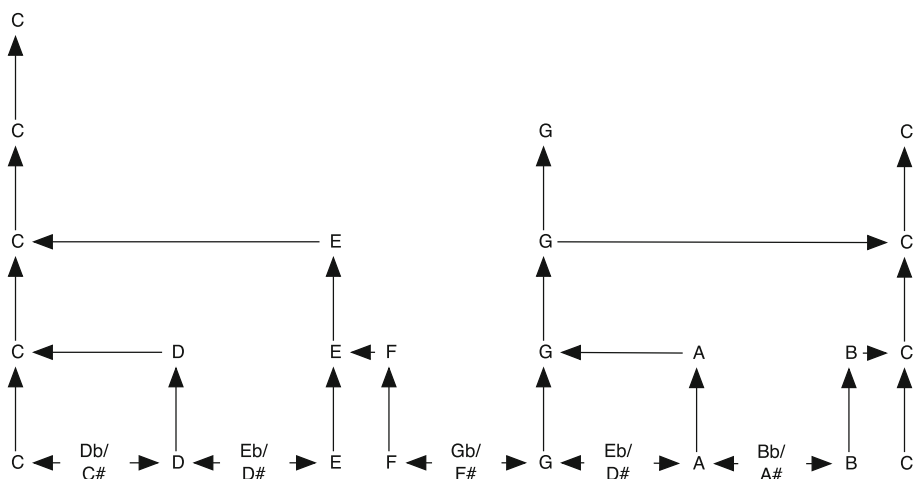 C
C G C
C E G C
C D E F G A B C
C Db/ D Eb/ E F Gb/ G Eb/ A Bb/ B C
C# D# F# D# A#